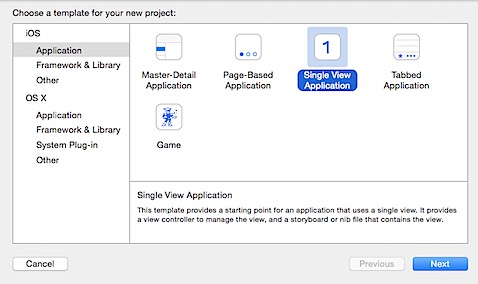 Choose a template for your new project:
iOS
Application
Framework & Library
Other
OS X
Application
Framework & Library
System Plug-in
Other
Master-Detail
Application
Page-Based
Application
1
Single View
Application
Tabbed
Application
Game
Single View Application
This template provides a starting point for an application that uses a single view. It provides
a view controller to manage the view, and a storyboard or nib file that contains the view.
Cancel
Previous
Next